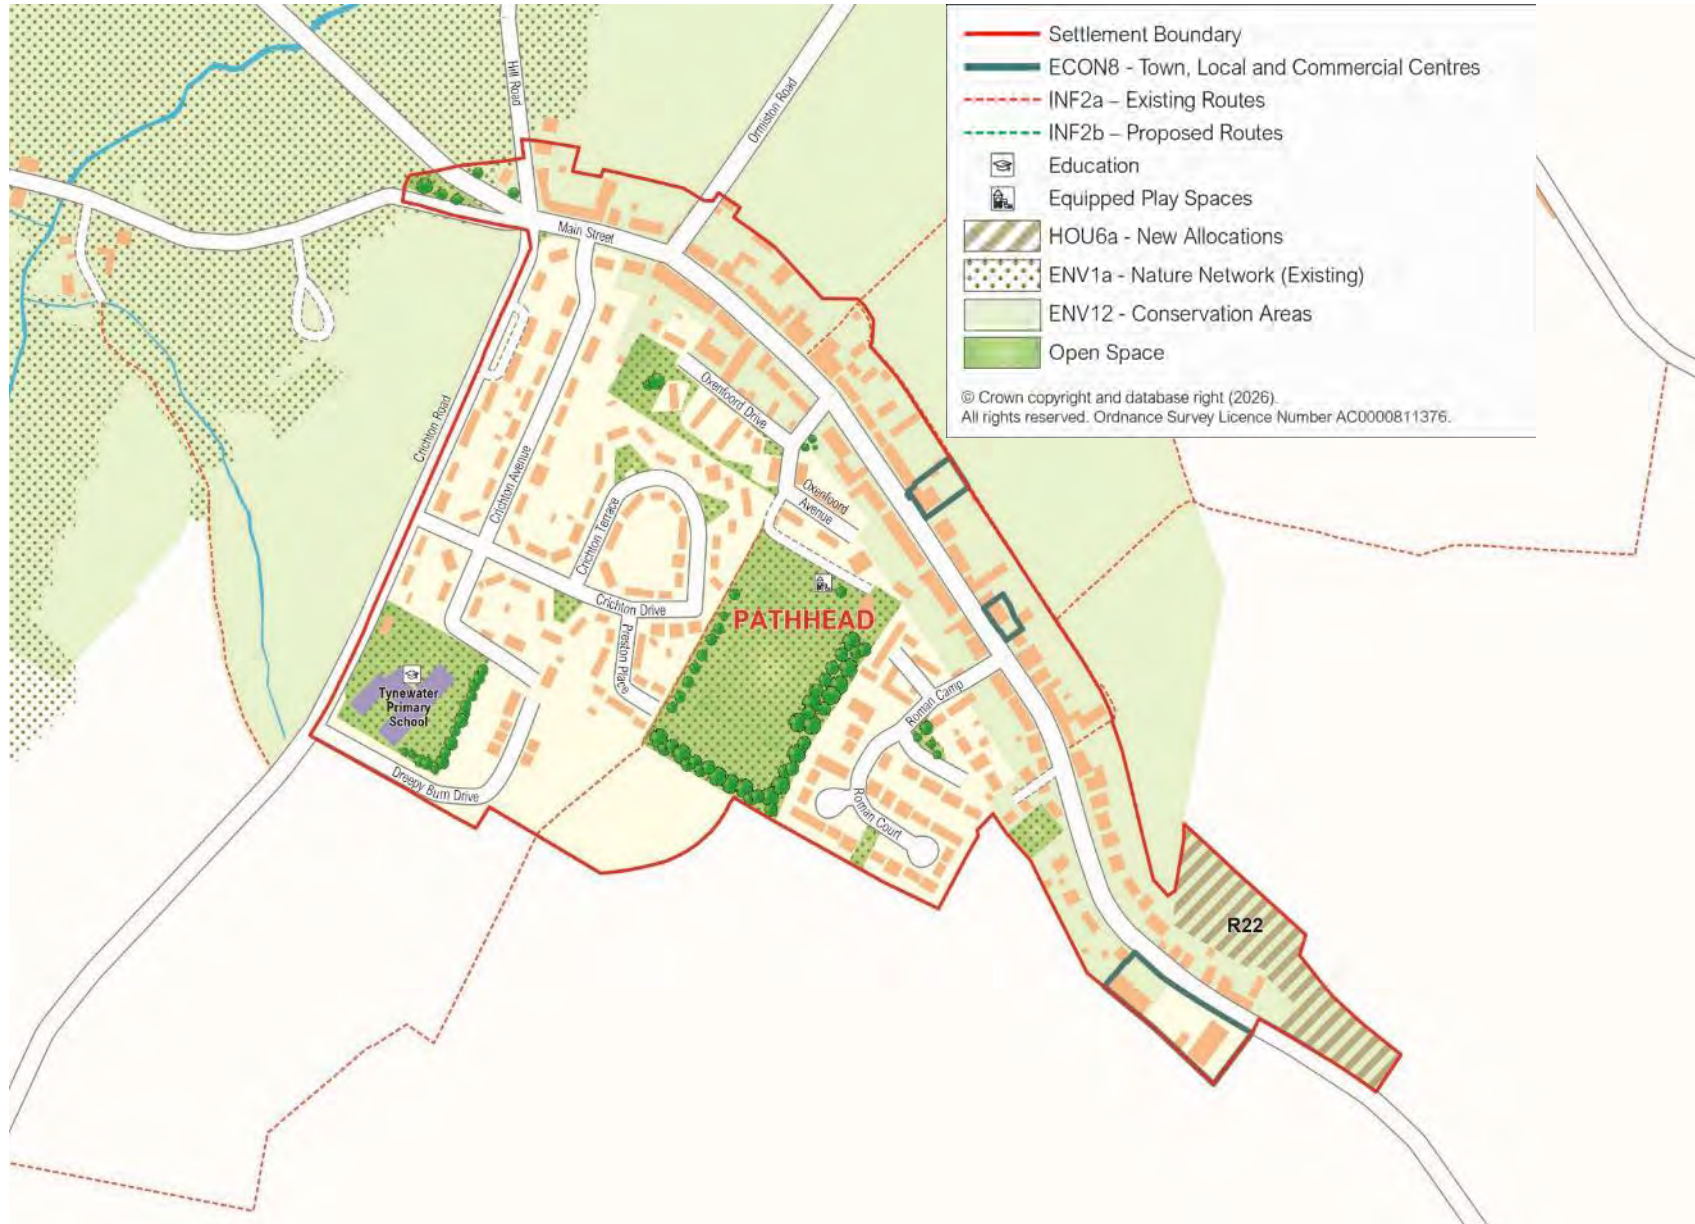 Settlement Boundary
ECON8 - Town, Local and Commercial Centres
INF2a – Existing Routes
INF2b – Proposed Routes
Education
Equipped Play Spaces
HOU6a - New Allocations
ENV1a - Nature Network (Existing)
ENV12 - Conservation Areas
Open Space
© Crown copyright and database right (2026).
All rights reserved. Ordnance Survey Licence Number AC0000811376.
Hill Road
Ormiston Road
Main Street
Crichton Road
Oxenfoord Drive
Crichton Avenue
Oxenfoord
Avenue
Crichton Terrace
Crichton Drive
PATHHEAD
Preston Place
Tynewater
Primary
School
Roman Camp
Dreepy Burn Drive
Roman Court
R22